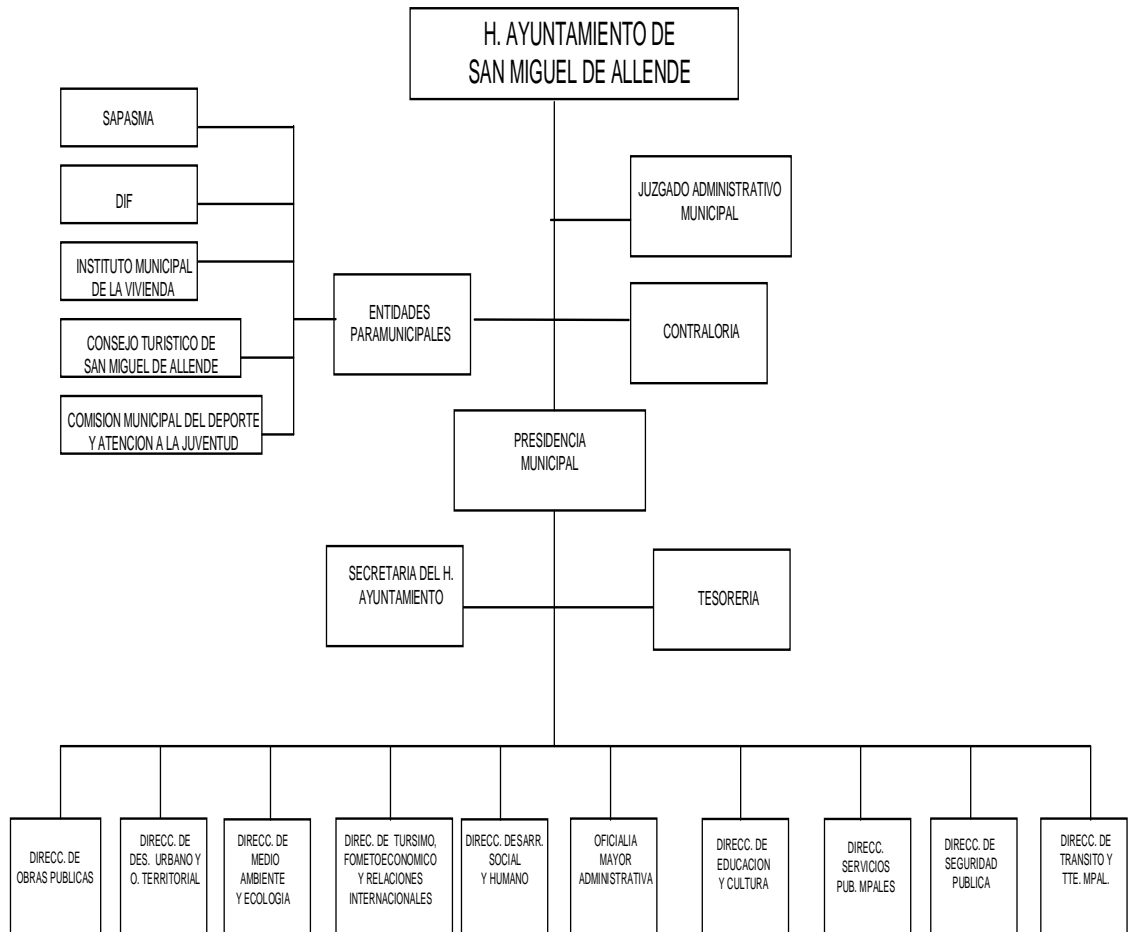 H. AYUNTAMIENTO DE
SAN MIGUEL DE ALLENDE
SAPASMA
DIF
INSTITUTO MUNICIPAL
DE LA VIVIENDA
CONSEJO TURISTICO DE
SAN MIGUEL DE ALLENDE
COMISION MUNICIPAL DEL DEPORTE
Y ATENCION A LA JUVENTUD
ENTIDADES
PARAMUNICIPALES
JUZGADO ADMINISTRATIVO
MUNICIPAL
CONTRALORIA
PRESIDENCIA
MUNICIPAL
SECRETARIA DEL H.
AYUNTAMIENTO
TESORERIA
DIRECC. DE
OBRAS PUBLICAS
DIRECC. DE
DES. URBANO Y
O. TERRITORIAL
DIRECC. DE
MEDIO
AMBIENTE
Y ECOLOGIA
DIREC. DE TURSIMO,
FOMETOECONOMICO
Y RELACIONES
INTERNACIONALES
DIRECC. DESARR.
SOCIAL
Y HUMANO
OFICIALIA
MAYOR
ADMINISTRATIVA
DIRECC. DE
EDUCACION
Y CULTURA
DIRECC.
SERVICIOS
PUB. MPALES
DIRECC. DE
SEGURIDAD
PUBLICA
DIRECC. DE
TRANSITO Y
TTE. MPAL.